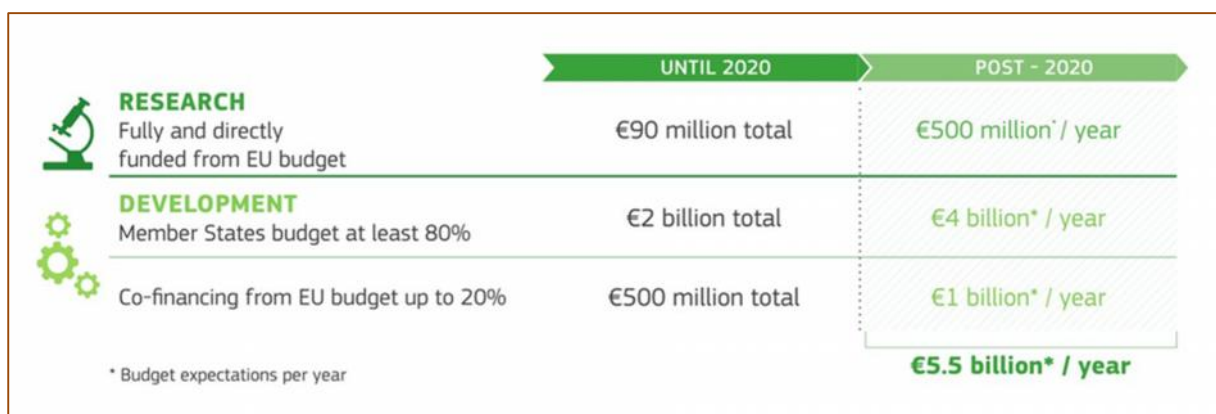 UNTIL 2020 POST - 2020
RESEARCH
Fully and directly
funded from EU budget
€90 million total €500 million* / year
DEVELOPMENT
Member States budget at least 80%
€2 billion total €4 billion* / year
Co-financing from EU budget up to 20% €500 million total €1 billion* / year
€5.5 billion* / year
* Budget expectations per year